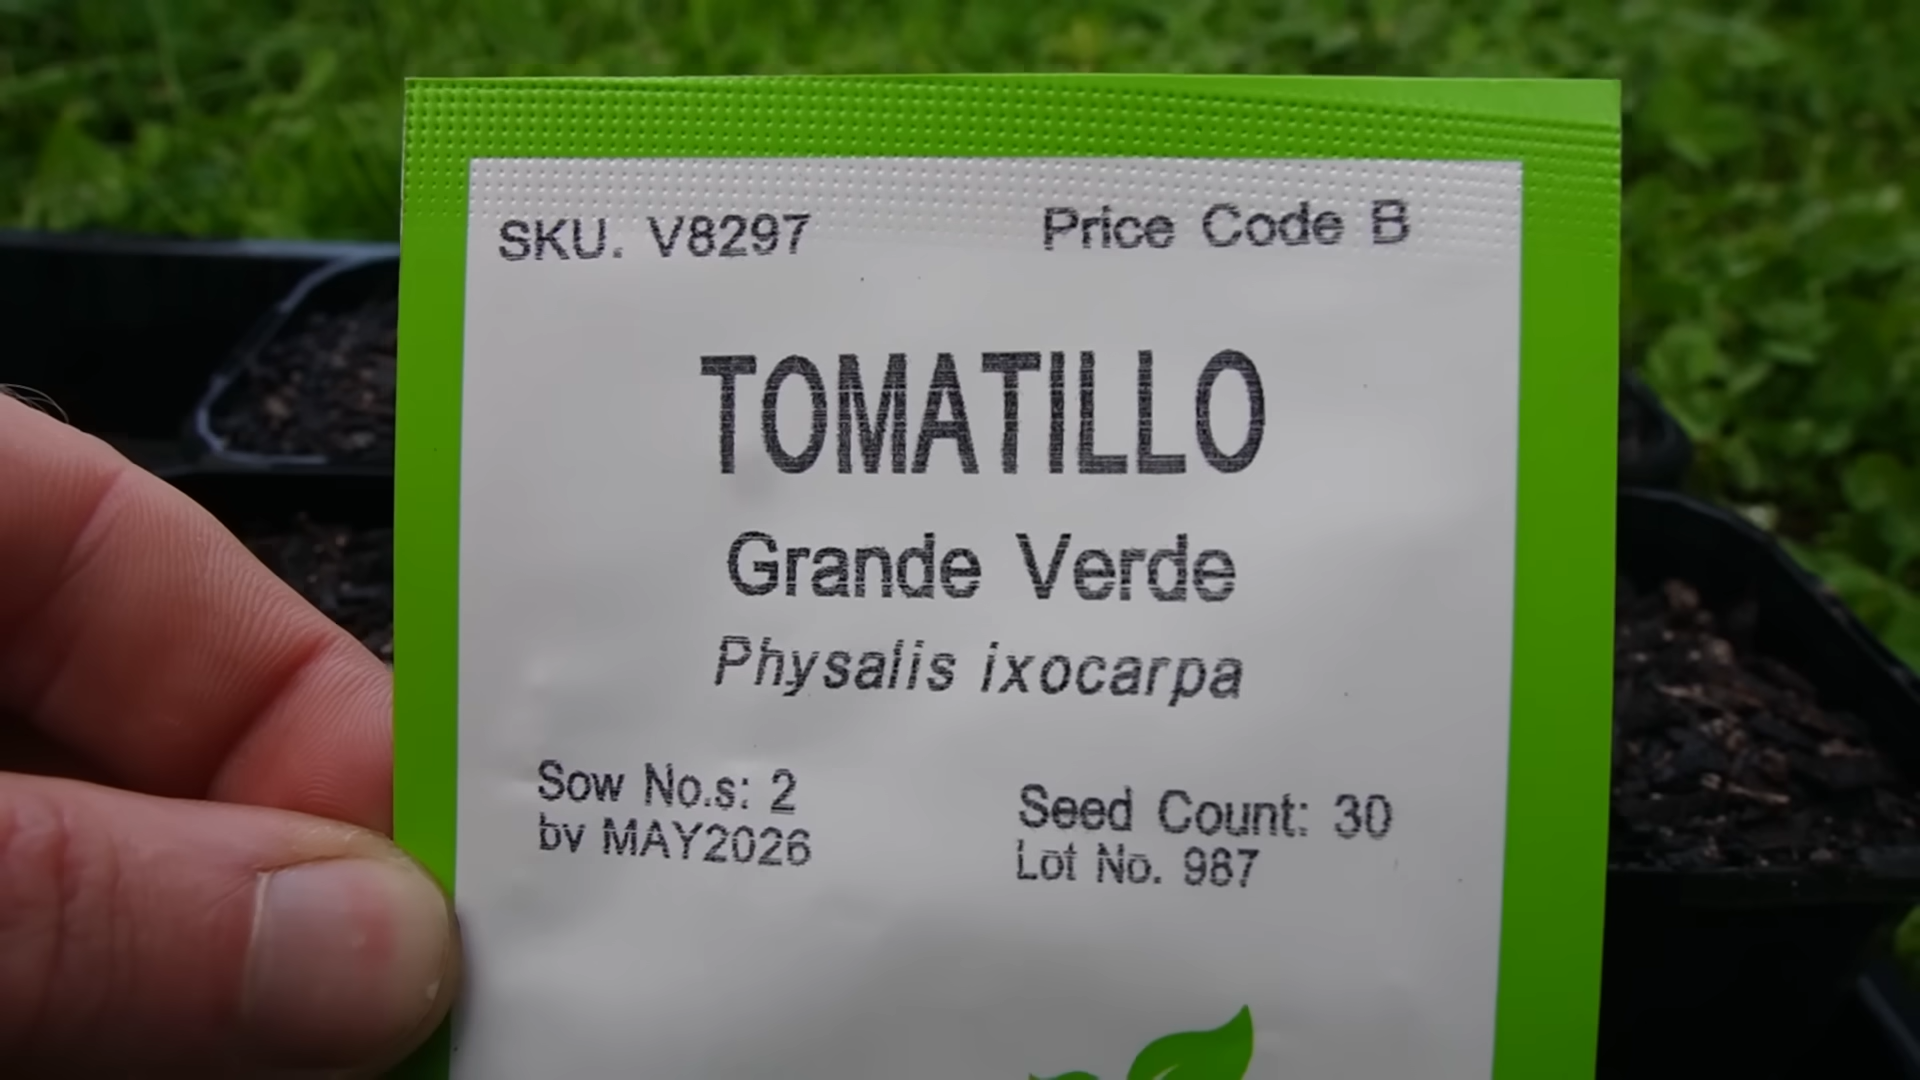 SKU. V8297 Price Code B
TOMATILLO
Grande Verde
Physalis ixocarpa
Sow No.s: 2 Seed Count: 30
by MAY2026 Lot No. 987